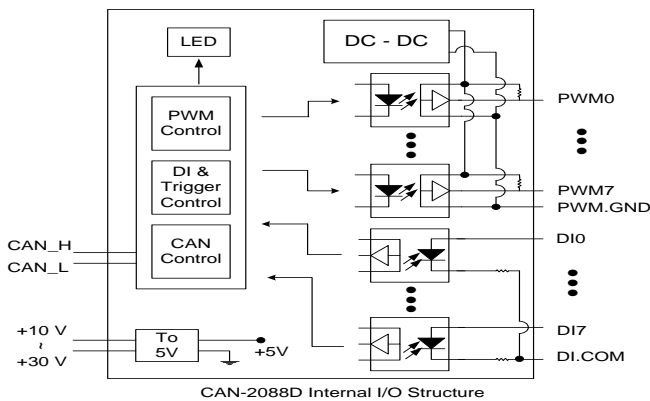 LED
DC - DC
PWM
Control
DI &
Trigger
Control
CAN
Control
CAN_H
CAN_L
+10 V
~
+30 V
To
5V
+5V
PWM0
PWM7
PWM.GND
DI0
DI7
DI.COM
CAN-2088D Internal I/O Structure